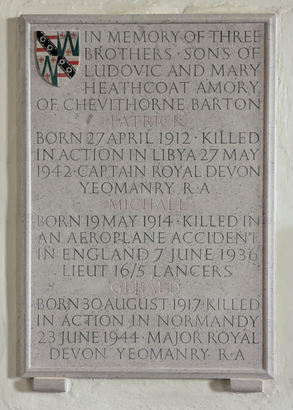 IN MEMORY OF THREE
BROTHERS · SONS OF
LUDOVIC AND MARY
HEATHCOAT AMORY
OF CHEVITHORNE BARTON
PATRICK
BORN 27 APRIL 1912 · KILLED
IN ACTION IN LIBYA 27 MAY
1942 · CAPTAIN ROYAL DEVON
YEOMANRY R·A
MICHAEL
BORN 19 MAY 1914 · KILLED IN
AN AEROPLANE ACCIDENT
IN ENGLAND 7 JUNE 1936
LIEUT 16/5 LANCERS
GERALD
BORN 30 AUGUST 1917 · KILLED
IN ACTION IN NORMANDY
23 JUNE 1944 · MAJOR ROYAL
DEVON YEOMANRY R·A